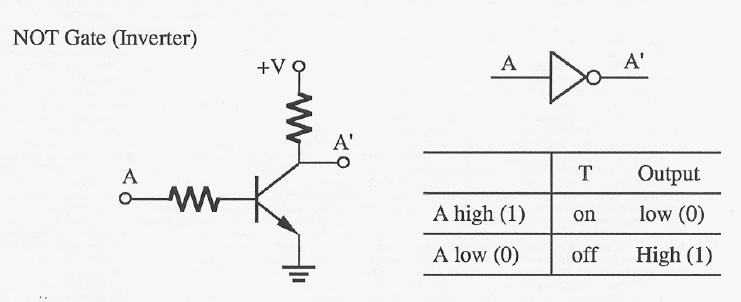 NOT Gate (Inverter)
+V
A'
A
A
A'
T Output
A high (1) on low (0)
A low (0) off High (1)